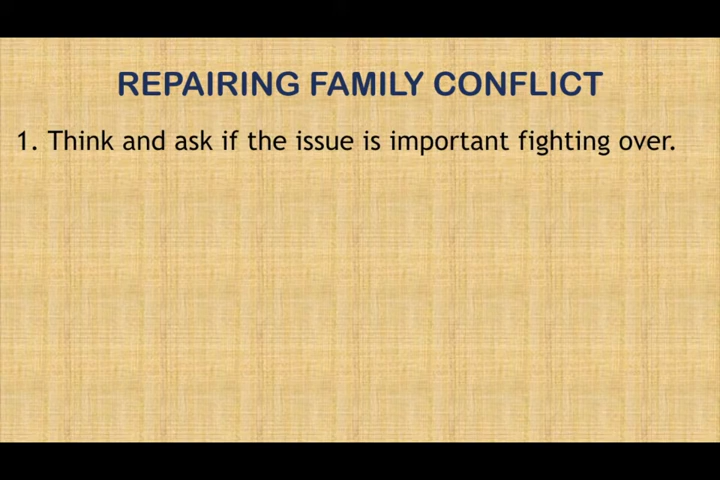 REPAIRING FAMILY CONFLICT
1. Think and ask if the issue is important fighting over.